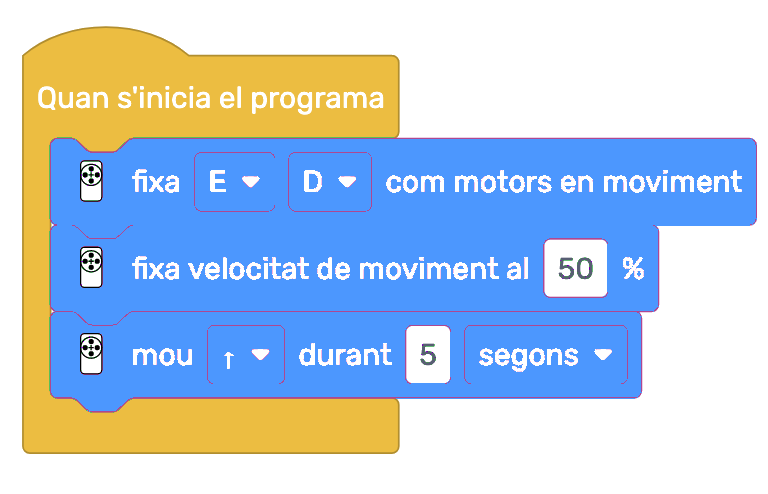 Quan s'inicia el programa
fixa E D com motors en moviment
fixa velocitat de moviment al 50 %
mou ↑ durant 5 segons